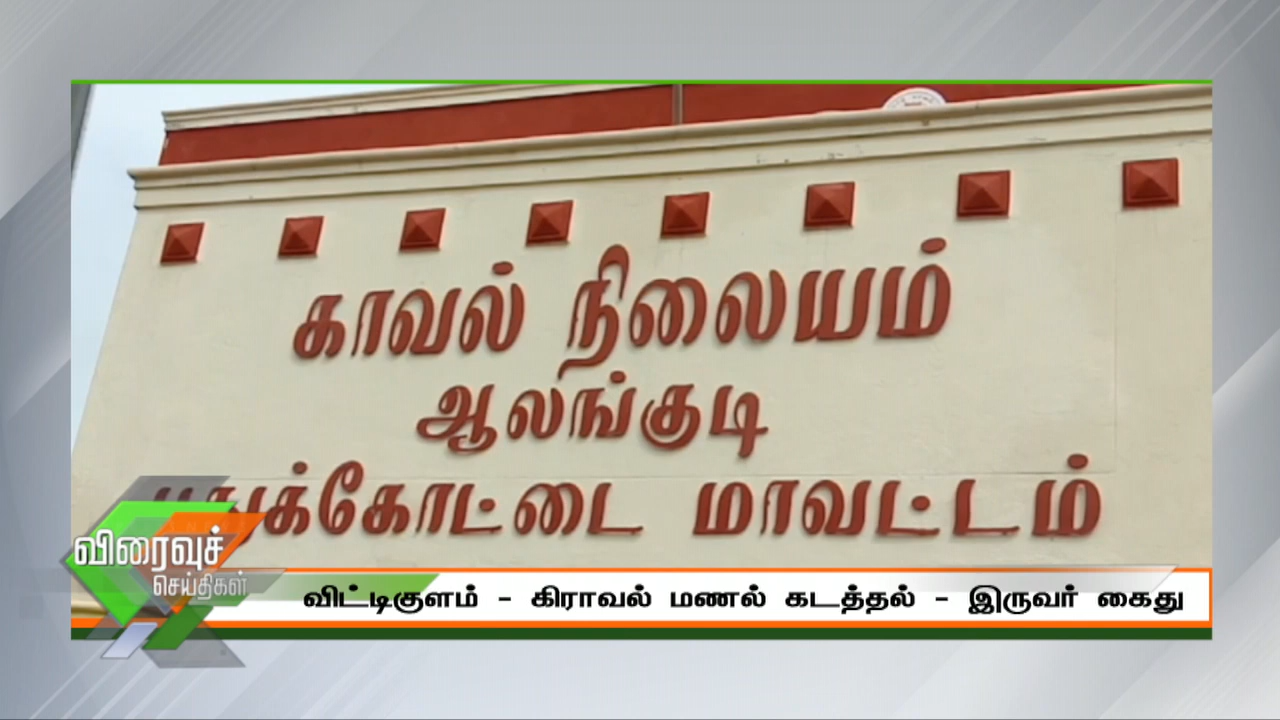 காவல் நிலையம்
ஆலங்குடி
மாவட்டம்
விரைவுச்
செய்திகள்
விட்டிகுளம் - கிராவல் மணல் கடத்தல் - இருவர் கைது